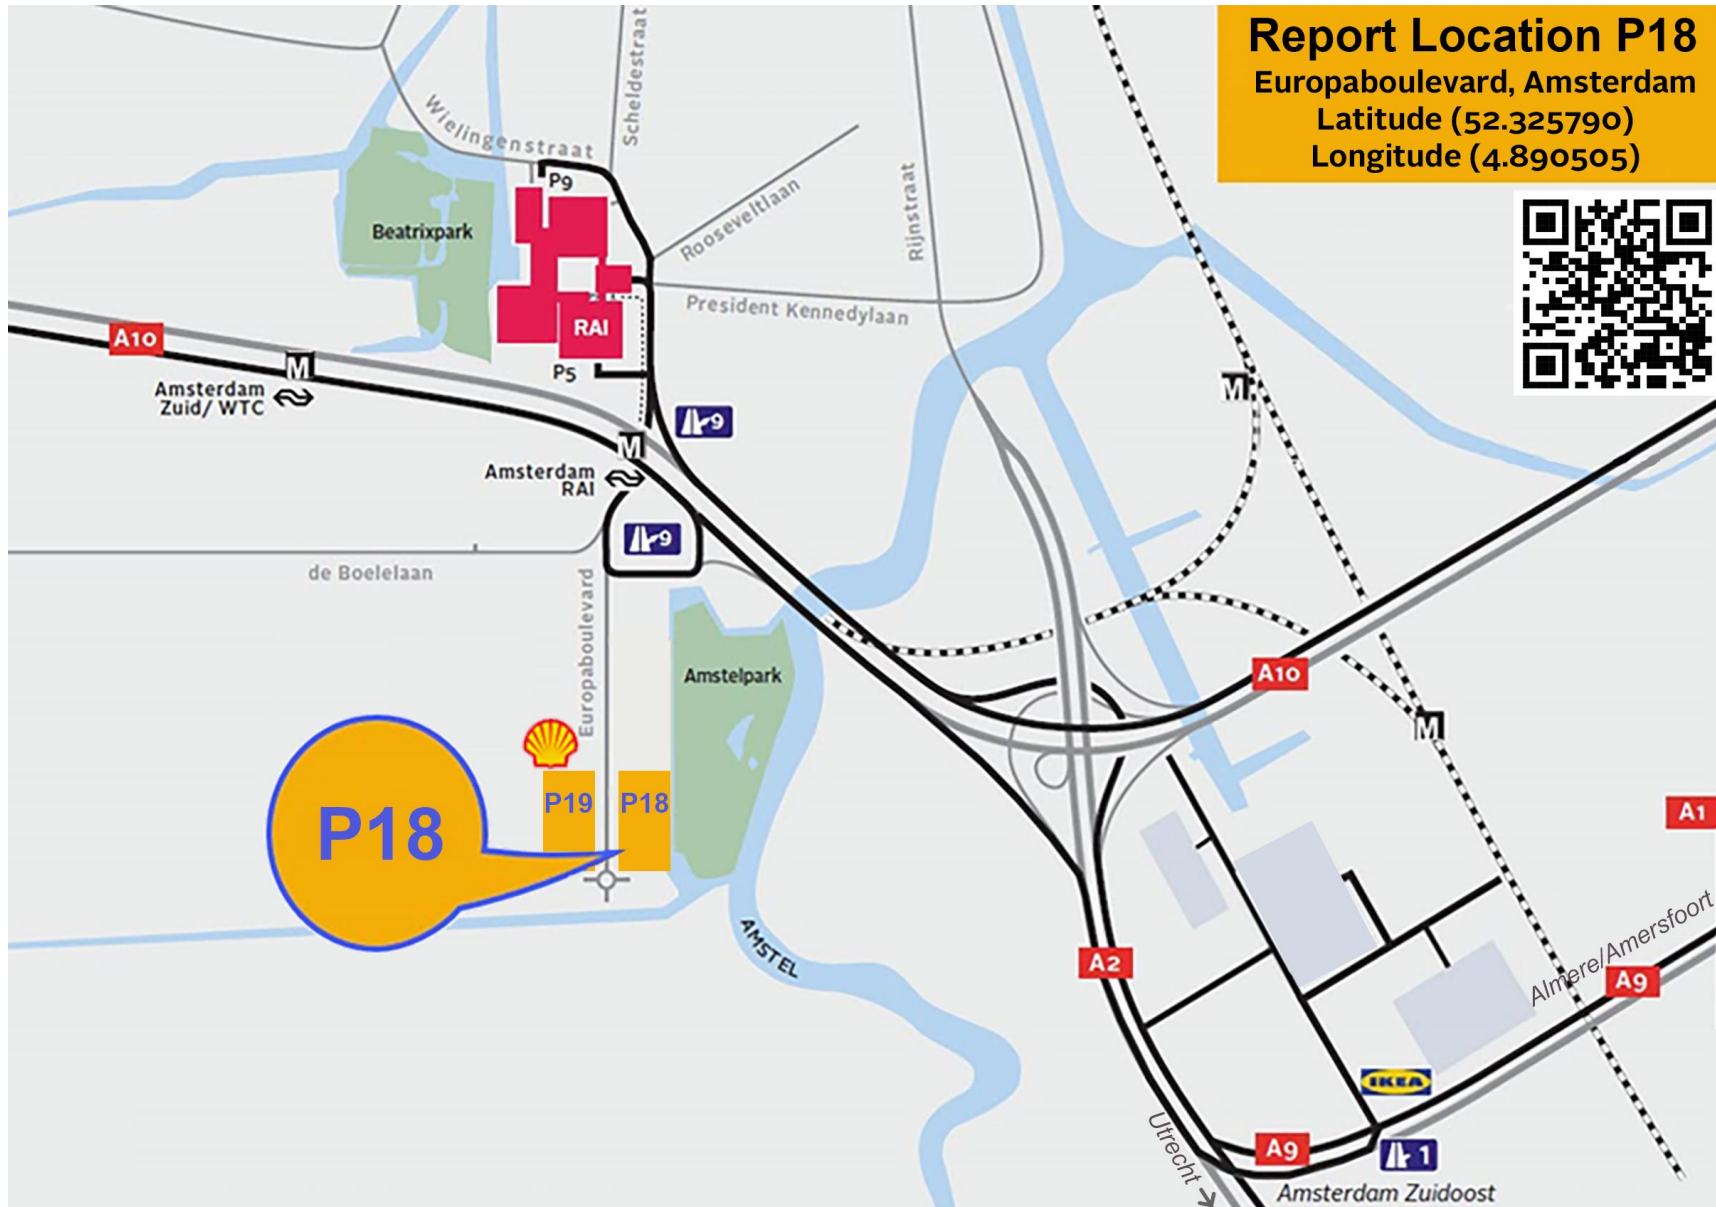 Report Location P18
Europaboulevard, Amsterdam
Latitude (52.325790)
Longitude (4.890505)
Scheldestraat
Wielingenstraat
P9
Rooseveltlaan
Rijnstraat
Beatrixpark
President Kennedylaan
RAI
A10
P5
M
Amsterdam
Zuid/ WTC
M
9
M
Amsterdam
RAI
9
de Boelelaan
Europaboulevard
Amstelpark
A10
M
P19
P18
P18
A1
AMSTEL
A2
Almere/Amersfoort
A9
IKEA
Utrecht
A9
1
Amsterdam Zuidoost